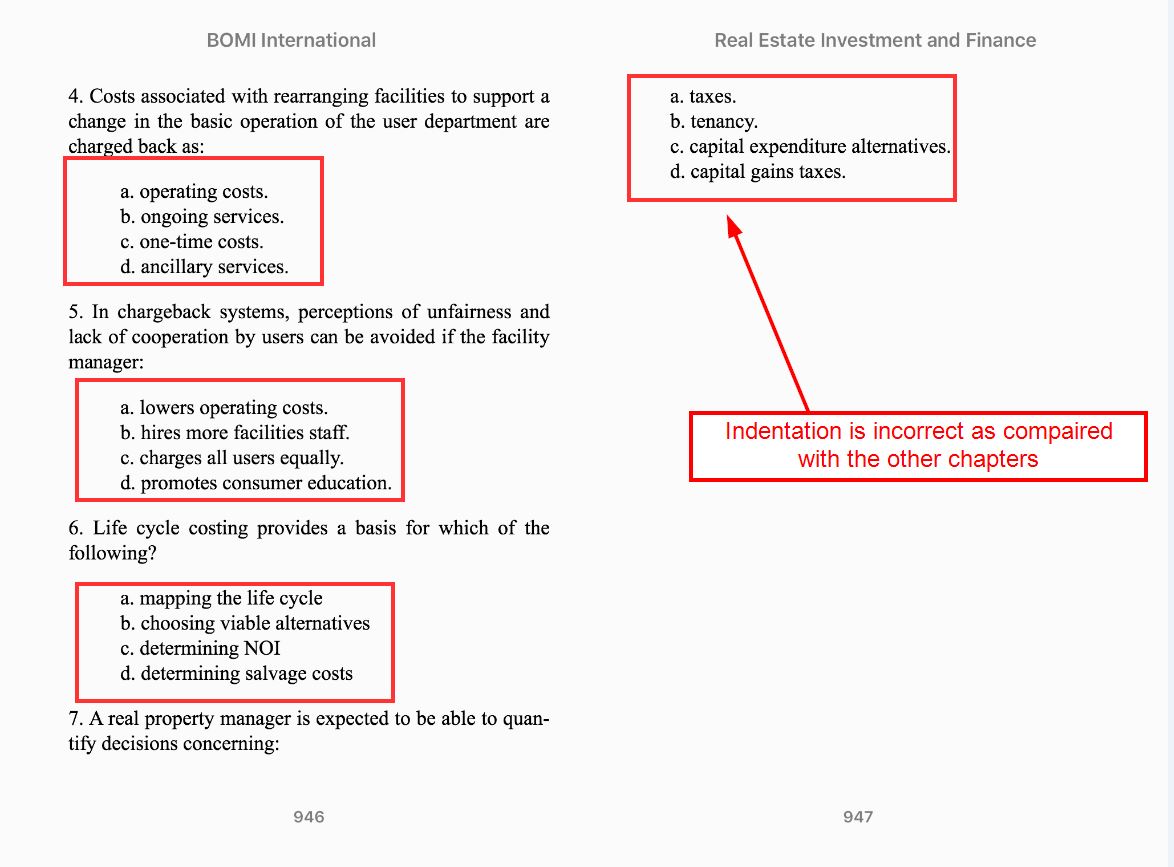 BOMI International
4. Costs associated with rearranging facilities to support a
change in the basic operation of the user department are
charged back as:
a. operating costs.
b. ongoing services.
c. one-time costs.
d. ancillary services.
5. In chargeback systems, perceptions of unfairness and
lack of cooperation by users can be avoided if the facility
manager:
a. lowers operating costs.
b. hires more facilities staff.
c. charges all users equally.
d. promotes consumer education.
6. Life cycle costing provides a basis for which of the
following?
a. mapping the life cycle
b. choosing viable alternatives
c. determining NOI
d. determining salvage costs
7. A real property manager is expected to be able to quan-
tify decisions concerning:
946
Real Estate Investment and Finance
a. taxes.
b. tenancy.
c. capital expenditure alternatives.
d. capital gains taxes.
Indentation is incorrect as compaired
with the other chapters
947